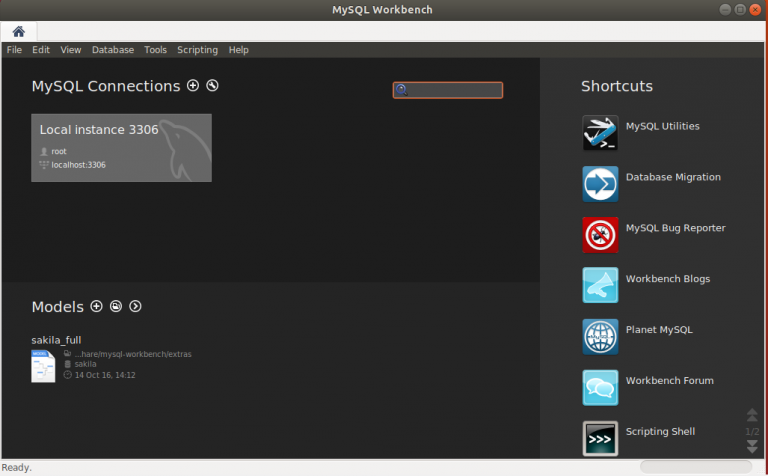 MySQL Workbench
File Edit View Database Tools Scripting Help
MySQL Connections
Local instance 3306
root
localhost:3306
Models
sakila_full
...hare/mysql-workbench/extras
sakila
14 Oct 16, 14:12
Shortcuts
MySQL Utilities
Database Migration
MySQL Bug Reporter
Workbench Blogs
Planet MySQL
Workbench Forum
Scripting Shell
1/2
Ready.